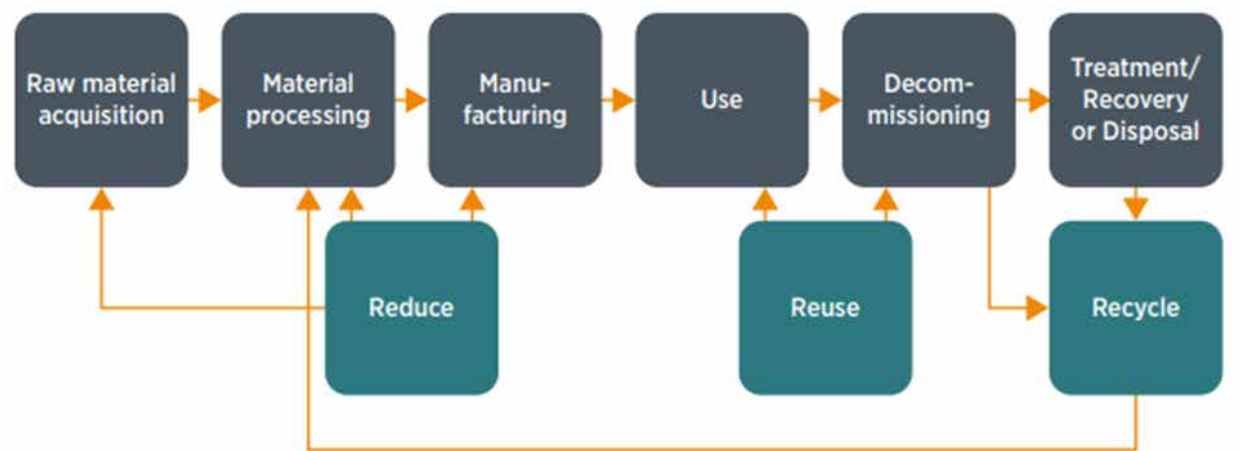 Raw material
acquisition
Material
processing
Manu-
facturing
Use
Decom-
missioning
Treatment/
Recovery
or Disposal
Reduce
Reuse
Recycle